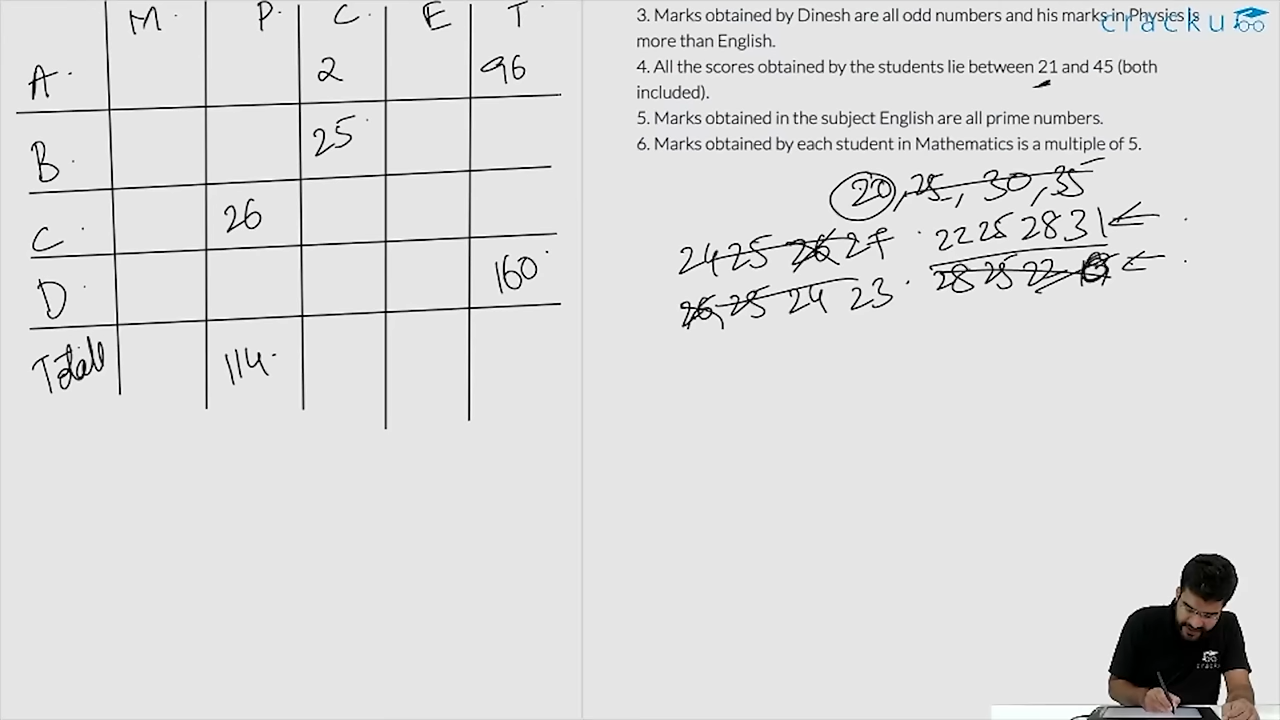 M. P. C. E T.
A. 2 96
B. 25.
C. 26
D. 160.
Total 114.
cracku
3. Marks obtained by Dinesh are all odd numbers and his marks in Physics is
more than English.
4. All the scores obtained by the students lie between 21 and 45 (both
included).
5. Marks obtained in the subject English are all prime numbers.
6. Marks obtained by each student in Mathematics is a multiple of 5.
20, 25, 30, 35
24 25 26 27 . 22 25 28 31
26, 25 24 23 . 28 25 22
cracku